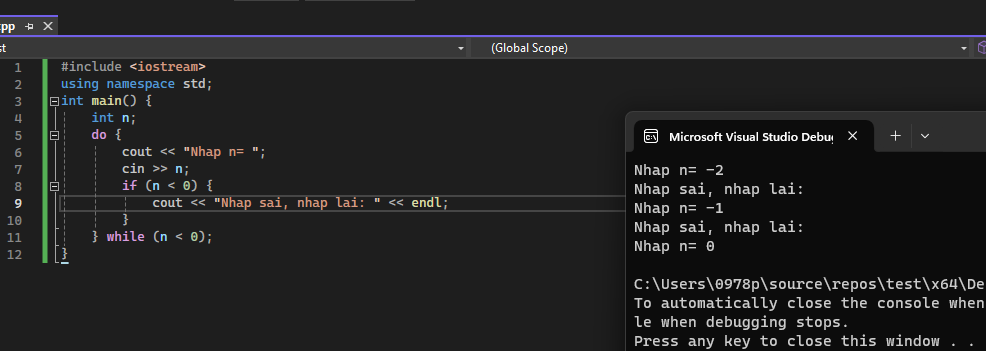 cpp
st
(Global Scope)
1 #include <iostream>
2 using namespace std;
3 int main() {
4 int n;
5 do {
6 cout << "Nhap n= ";
7 cin >> n;
8 if (n < 0) {
9 cout << "Nhap sai, nhap lai: " << endl;
10 }
11 } while (n < 0);
12 }
Microsoft Visual Studio Debu
Nhap n= -2
Nhap sai, nhap lai:
Nhap n= -1
Nhap sai, nhap lai:
Nhap n= 0
C:\Users\0978p\source\repos\test\x64\De
To automatically close the console when
le when debugging stops.
Press any key to close this window . .